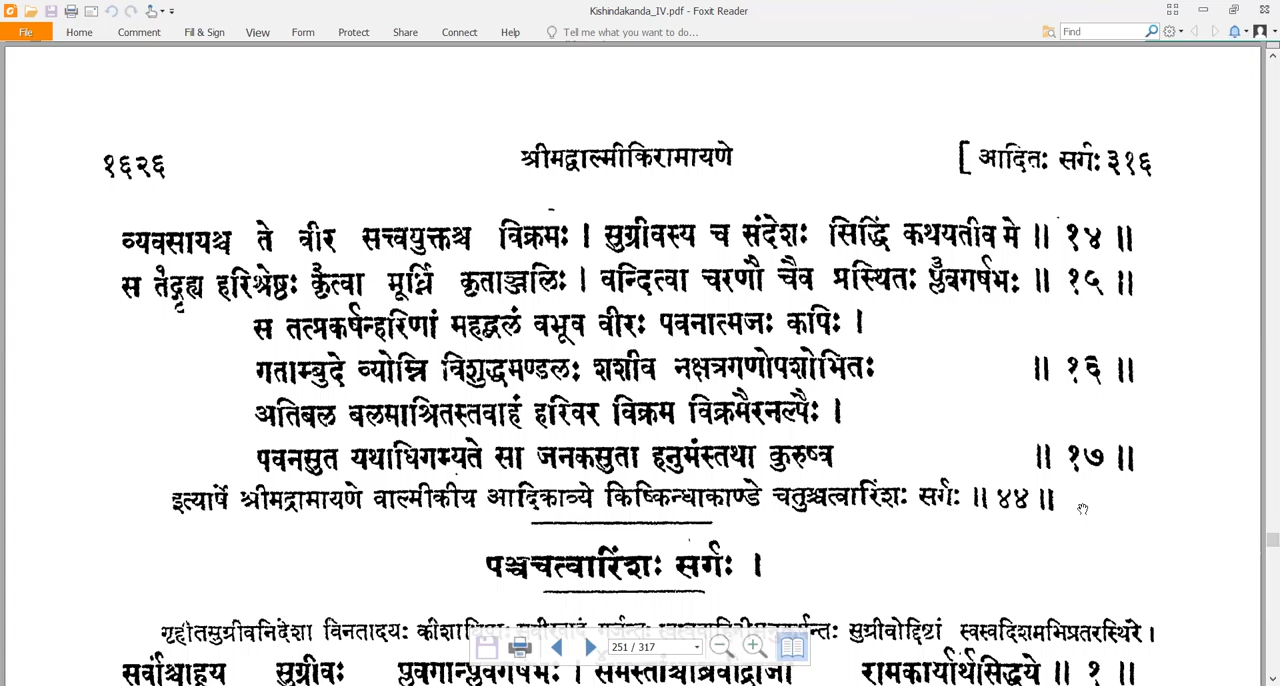 Kishindakanda_IV.pdf - Foxit Reader
File Home Comment Fill & Sign View Form Protect Share Connect Help Tell me what you want to do... Find
१६२६ श्रीमद्वाल्मीकिरामायणे [ आदितः सर्गः ३१६
व्यवसायश्च ते वीर सत्त्वयुक्तश्च विक्रमः । सुग्रीवस्य च संदेशः सिद्धिं कथयतीव मे ॥ १४ ॥
स तद्गृह्य हरिश्रेष्ठः कृत्वा मूर्ध्नि कृताञ्जलिः । वन्दित्वा चरणौ चैव प्रस्थितः प्लवगर्षभः ॥ १५ ॥
स तत्प्रकर्षन्हरिणां महद्बलं बभूव वीरः पवनात्मजः कपिः ।
गताम्बुदे व्योम्नि विशुद्धमण्डलः शशीव नक्षत्रगणोपशोभितः ॥ १६ ॥
अतिबल बलमाश्रितस्तवाहं हरिवर विक्रम विक्रमैरनल्पैः ।
पवनसुत यथाधिगम्यते सा जनकसुता हनुमंस्तथा कुरुष्व ॥ १७ ॥
इत्यार्षे श्रीमद्रामायणे वाल्मीकीय आदिकाव्ये किष्किन्धाकाण्डे चतुश्चत्वारिंशः सर्गः ॥ ४४ ॥
पञ्चचत्वारिंशः सर्गः ।
गृहीतसुग्रीवनिदेशा विनतादयः सुग्रीवोद्दिष्टां स्वस्वदिशमभिप्रतस्थिरे ।
251 / 317
सर्वांश्चाहूय सुग्रीवः प्लवगान्प्लवगर्षभः । रामकार्यार्थसिद्धये ॥ १ ॥